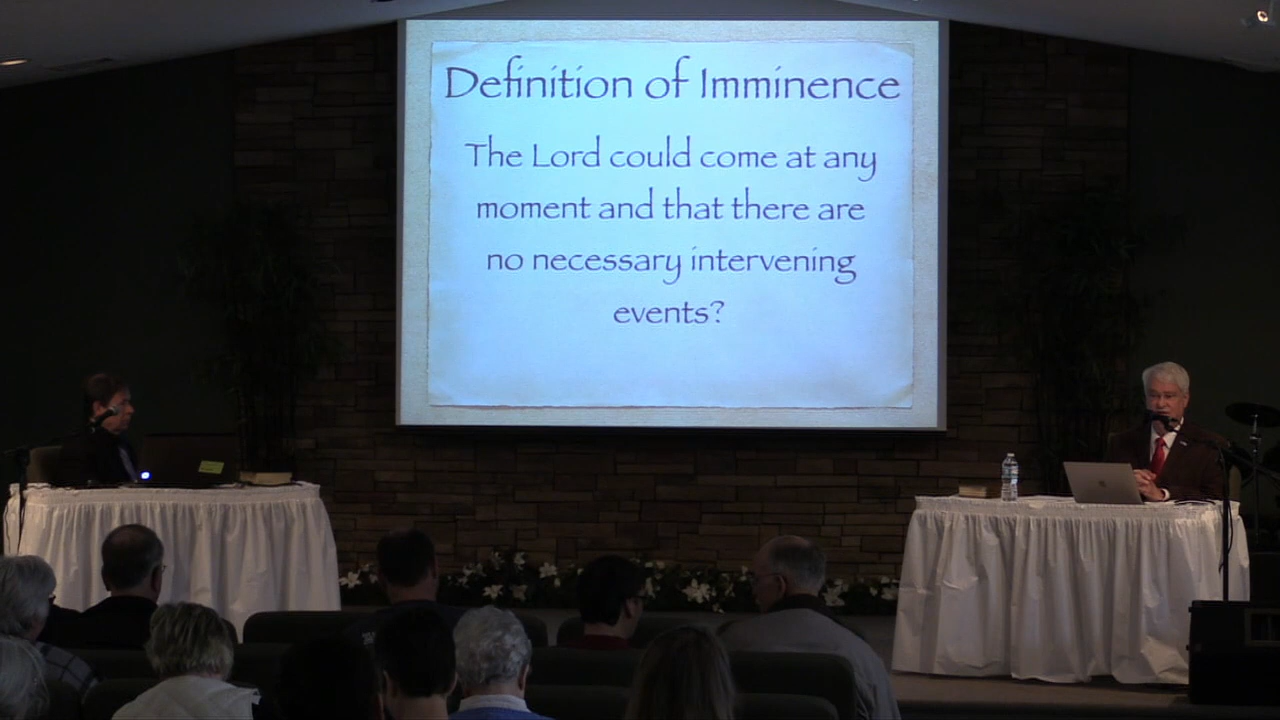 Definition of Imminence
The Lord could come at any
moment and that there are
no necessary intervening
events?